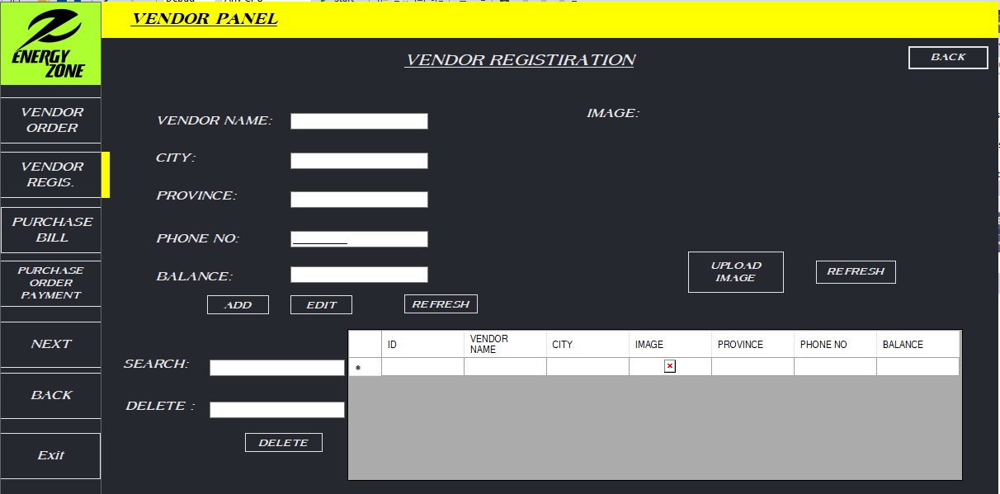 VENDOR PANEL
ENERGY
ZONE
VENDOR REGISTIRATION
BACK
VENDOR
ORDER
VENDOR
REGIS.
PURCHASE
BILL
PURCHASE
ORDER
PAYMENT
NEXT
BACK
Exit
VENDOR NAME:
IMAGE:
CITY:
PROVINCE:
PHONE NO:
BALANCE:
UPLOAD
IMAGE
REFRESH
ADD
EDIT
REFRESH
SEARCH:
DELETE :
DELETE
ID
VENDOR
NAME
CITY
IMAGE
PROVINCE
PHONE NO
BALANCE